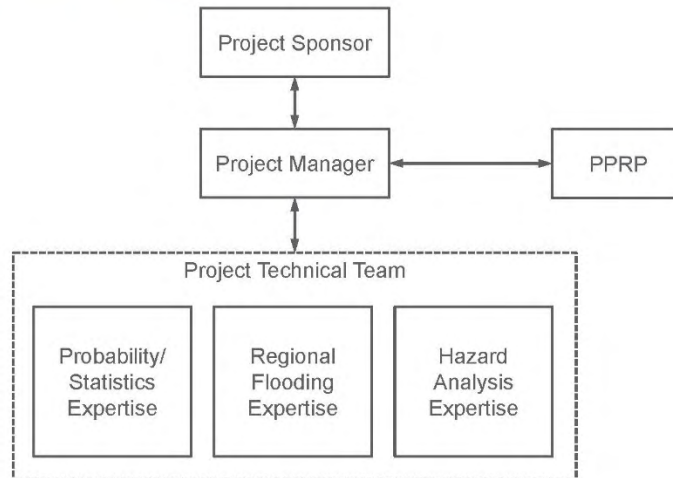 Project Sponsor
Project Manager
PPRP
Project Technical Team
Probability/
Statistics
Expertise
Regional
Flooding
Expertise
Hazard
Analysis
Expertise